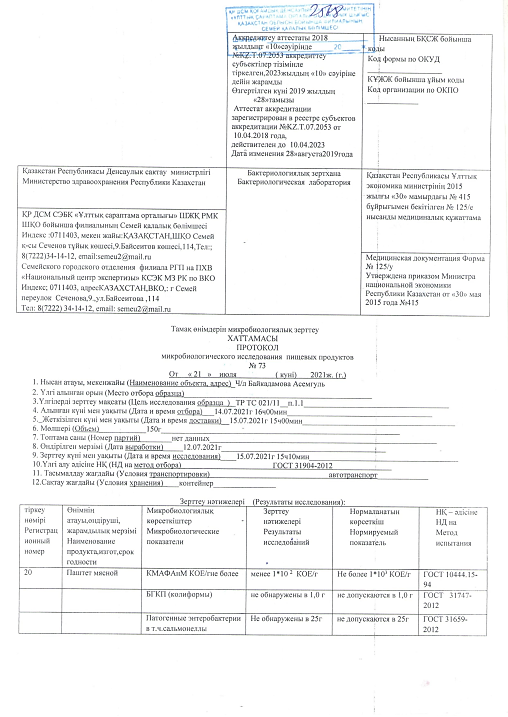 2568
Аккредиттеу аттестаты 2018
жылдың «10»сәуірінде
№KZ.T.07.2053 аккредиттеу
субъектілер тізімінде
тіркелген,2023жылдың «10» сәуіріне
дейін жарамды
Өзгертілген күні 2019 жылдың
«28»тамызы
Аттестат аккредитации
зарегистрирован в реестре субъектов
аккредитации №KZ.T.07.2053 от
10.04.2018 года,
действителен до 10.04.2023
Дата изменения 28»августа2019года
Нысанның БҚСЖ бойынша
коды
Код формы по ОКУД
КҰЖЖ бойынша ұйым коды
Код организации по ОКПО
Қазақстан Республикасы Денсаулық сақтау министрлігі
Министерство здравоохранения Республики Казахстан
Бактериологиялық зертхана
Бактериологическая лаборатория
Қазақстан Республикасы Ұлттық
экономика министрінің 2015
жылғы «30» мамырдағы № 415
бұйрығымен бекітілген № 125/е
нысанды медициналық құжаттама
ҚР ДСМ СЭБК «Ұлттық сараптама орталығы» ШЖҚ РМК
ШҚО бойынша филиалының Семей қалалық бөлімшесі
Индекс :0711403, мекен жайы:ҚАЗАҚСТАН,ШҚО Семей
к-сы Сеченов тұйық көшесі,9.Байсеитов көшесі,114,Тел:;
8(7222)34-14-12, email:semeu2@mail.ru
Семейского городского отделения филиала РГП на ПХВ
«Национальный центр экспертизы» КСЭК МЗ РК по ВКО
Индекс; 0711403, адресКАЗАХСТАН,ВКО,: г Семей
переулок Сеченова,9.,ул.Байсеитова ,114
Тел: 8(7222) 34-14-12, email: semeu2@mail.ru
Медицинская документация Форма
№ 125/у
Утверждена приказом Министра
национальной экономики
Республики Казахстан от «30» мая
2015 года №415
Тамақ өнімдерін микробиологиялық зерттеу
ХАТТАМАСЫ
ПРОТОКОЛ
микробиологического исследования пищевых продуктов
№ 73
От « 21 » июля ( күні) 2021ж. (г.)
1. Нысан атауы, мекенжайы (Наименование объекта, адрес) Ч/п Байкадамова Асемгуль
2. Үлгі алынған орын (Место отбора образца)
3.Үлгілерді зерттеу мақсаты (Цель исследования образца ) ТР ТС 021/11 п.1.1
4. Алынған күні мен уақыты (Дата и время отбора) 14.07.2021г 16ч00мин
5. Жеткізілген күні мен уақыты (Дата и время доставки) 15.07.2021г 15ч00мин
6. Мөлшері (Объем) 150г
7. Топтама саны (Номер партий) нет данных
8. Өндірілген мерзімі (Дата выработки) 12.07.2021г
9. Зерттеу күні мен уақыты (Дата и время исследования) 15.07.2021г 15ч10мин
10.Үлгі алу әдісіне НҚ (НД на метод отбора) ГОСТ 31904-2012
11. Тасымалдау жағдайы (Условия транспортировки) автотранспорт
12.Сақтау жағдайы (Условия хранения) контейнер
Зерттеу нәтижелері (Результаты исследования):
тіркеу
нөмірі
Регистрац
ионный
номер
Өнімнің
атауы,өндіруші,
жарамдылық мерзімі
Наименование
продукта,изгот,срок
годности
Микробиологиялық
көрсеткіштер
Микробиологические
показатели
Зерттеу
нәтижелері
Результаты
исследований
Нормаланатын
көрсеткіш
Нормируемый
показатель
НҚ – әдісіне
НД на
Метод
испытания
20 Паштет мясной КМАФАнМ КОЕ/гне более менее 1*10 2 КОЕ/г Не более 1*10³ КОЕ/г ГОСТ 10444.15-
94
БГКП (колиформы) не обнаружены в 1,0 г не допускаются в 1,0 г ГОСТ 31747-
2012
Патогенные энтеробактерии
в т.ч.сальмонеллы
Не обнаружены в 25г не допускаются в 25г ГОСТ 31659-
2012